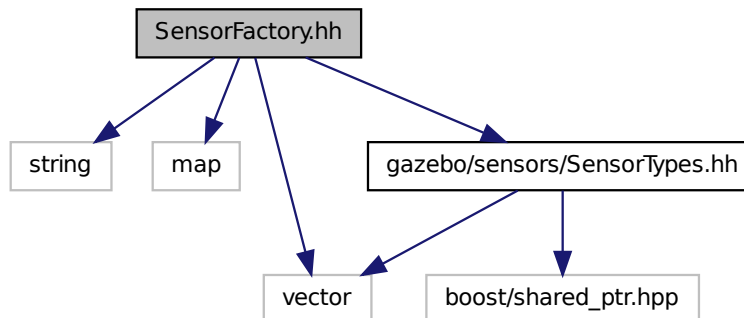 SensorFactory.hh
string
map
gazebo/sensors/SensorTypes.hh
vector
boost/shared_ptr.hpp